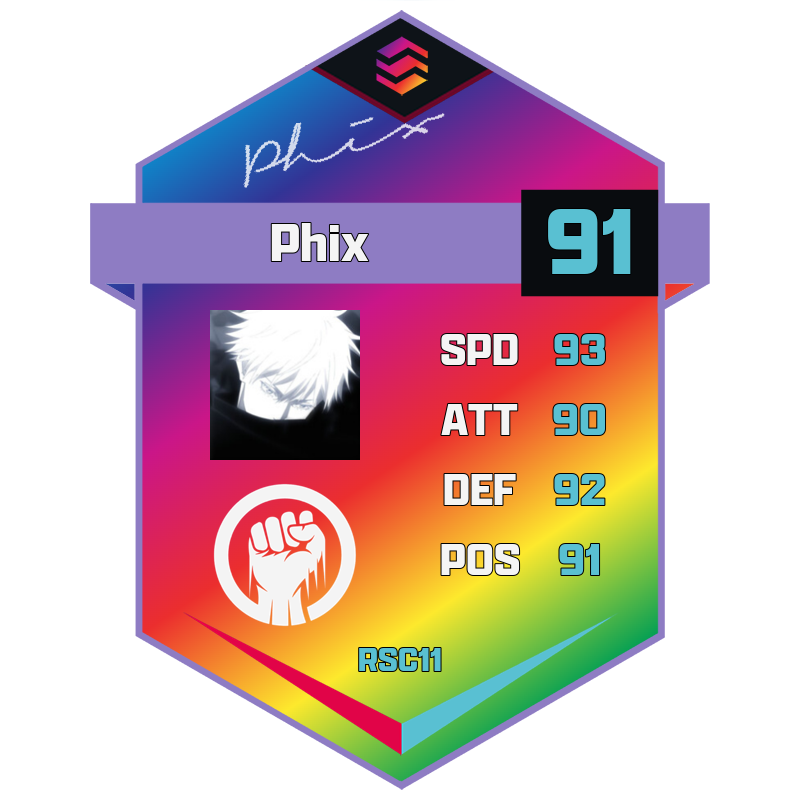 Phix
Phix 91
SPD 93
ATT 90
DEF 92
POS 91
RSC11